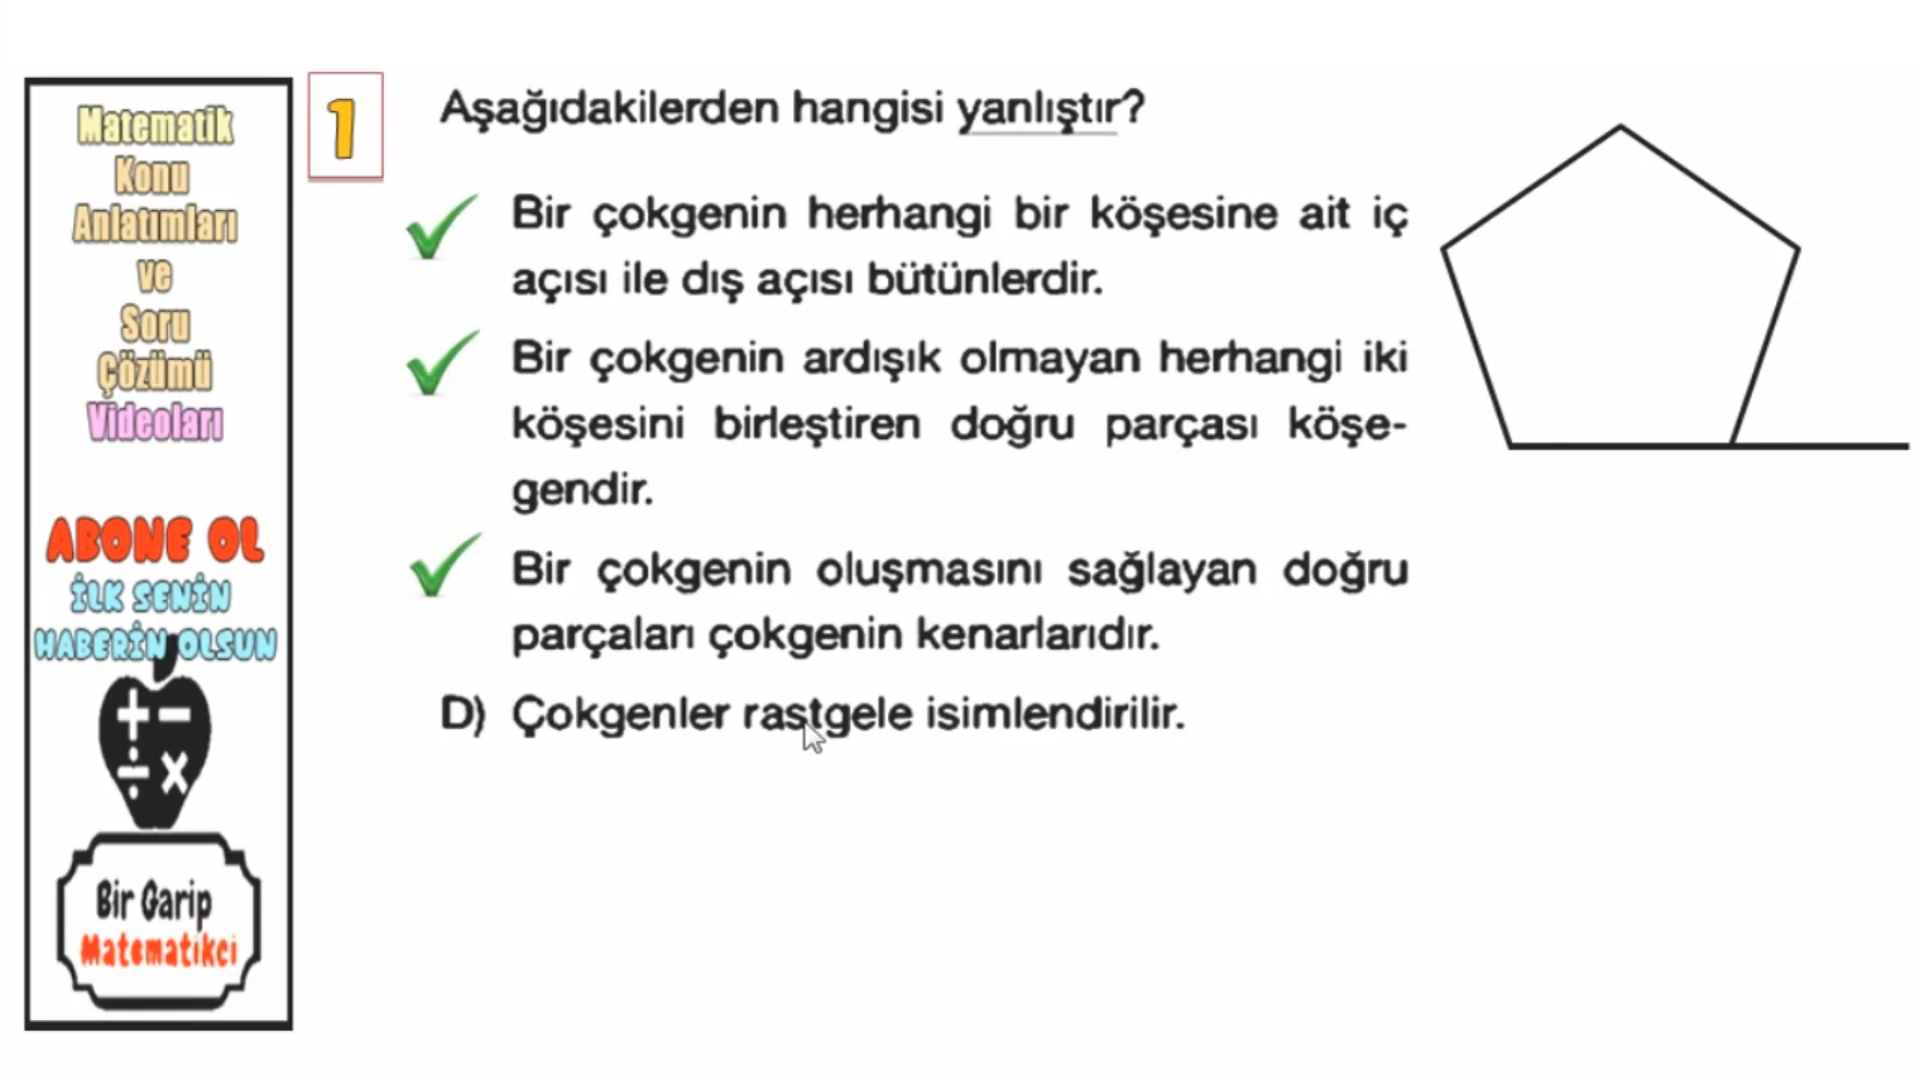 Matematik
Konu
Anlatımları
ve
Soru
Çözümü
Videoları
ABONE OL
İLK SENİN
HABERİN OLSUN
Bir Garip
Matematikci
1
Aşağıdakilerden hangisi yanlıştır?
Bir çokgenin herhangi bir köşesine ait iç
açısı ile dış açısı bütünlerdir.
Bir çokgenin ardışık olmayan herhangi iki
köşesini birleştiren doğru parçası köşe-
gendir.
Bir çokgenin oluşmasını sağlayan doğru
parçaları çokgenin kenarlarıdır.
D) Çokgenler rastgele isimlendirilir.